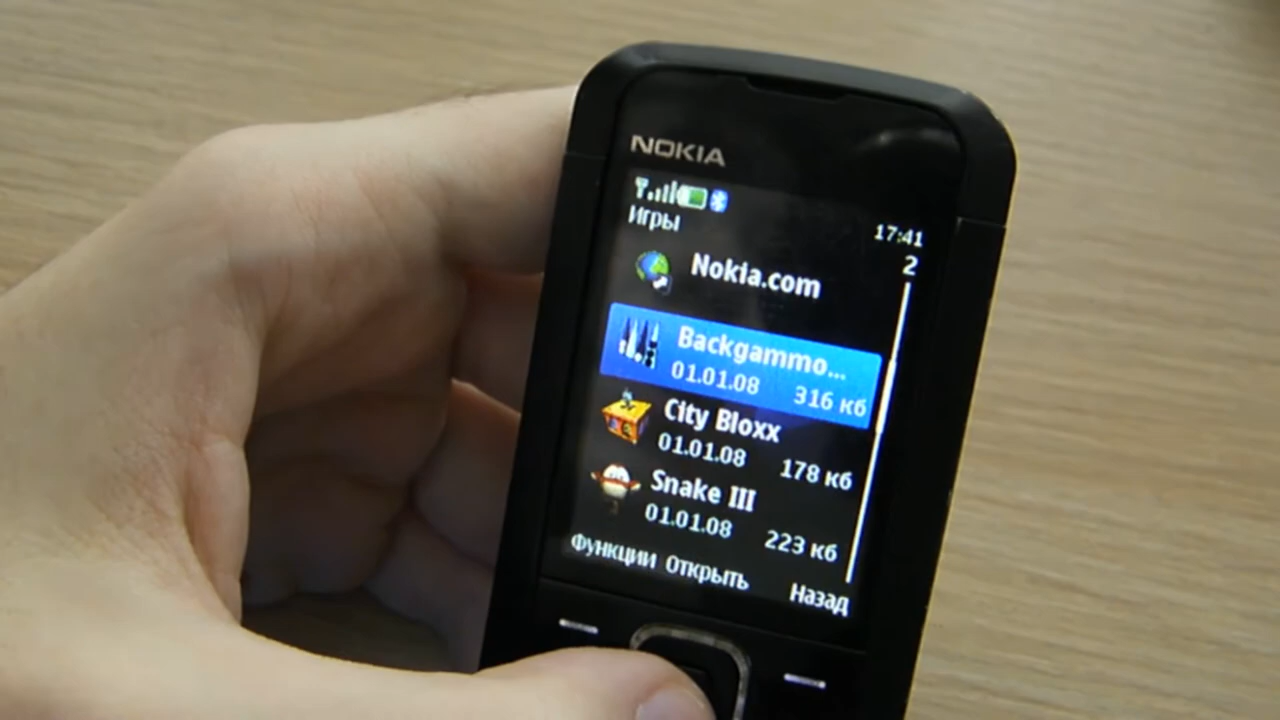 NOKIA
Игры
17:41
2
Nokia.com
Backgammo...
01.01.08 316 кб
City Bloxx
01.01.08 178 кб
Snake III
01.01.08 223 кб
Функции Открыть Назад